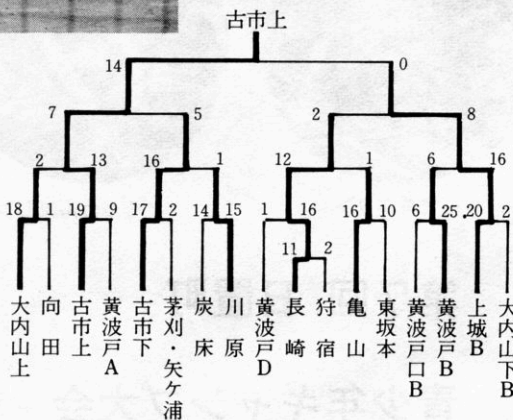 古市上
14 0
7 5 2 8
2 13 16 1 12 1 6 16
18 1 19 9 17 2 14 15 1 16 16 10 6 25 20 2
11 2
大内山上
向田
古市上
黄波戸A
古市下
茅刈・矢ケ浦
炭床
川原
黄波戸D
長崎
狩宿
亀山
東坂本
黄波戸口B
黄波戸B
上城B
大内山下B